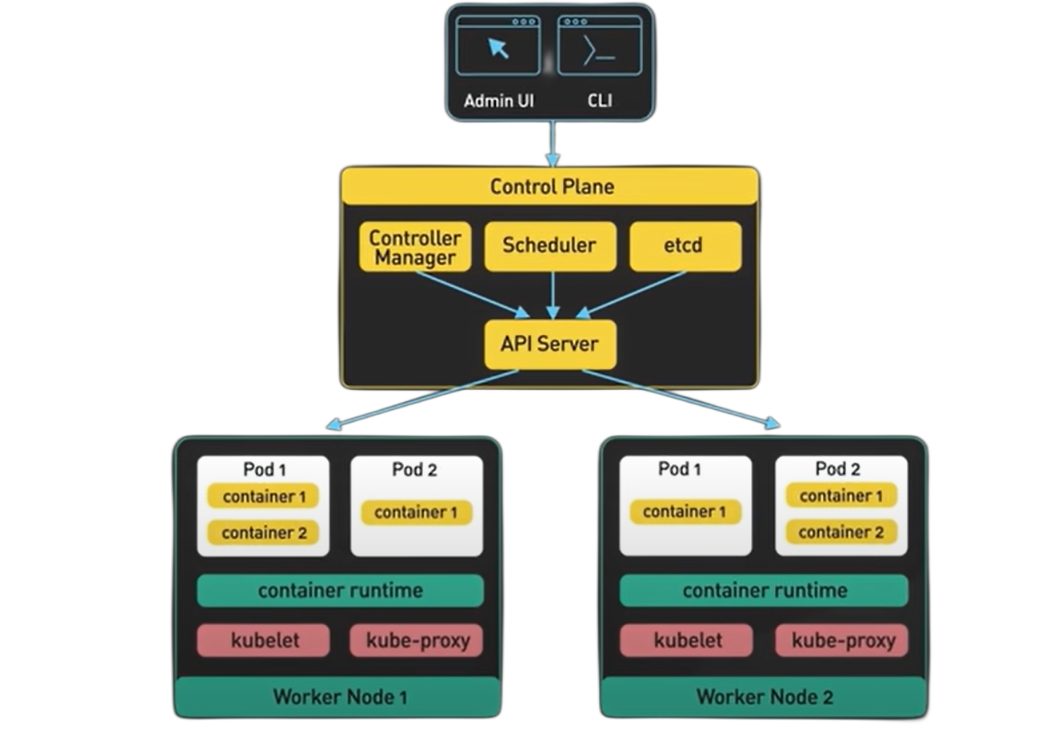 Admin UI
CLI
Control Plane
Controller
Manager
Scheduler
etcd
API Server
Pod 1
container 1
container 2
Pod 2
container 1
container runtime
kubelet
kube-proxy
Worker Node 1
Pod 1
container 1
Pod 2
container 1
container 2
container runtime
kubelet
kube-proxy
Worker Node 2